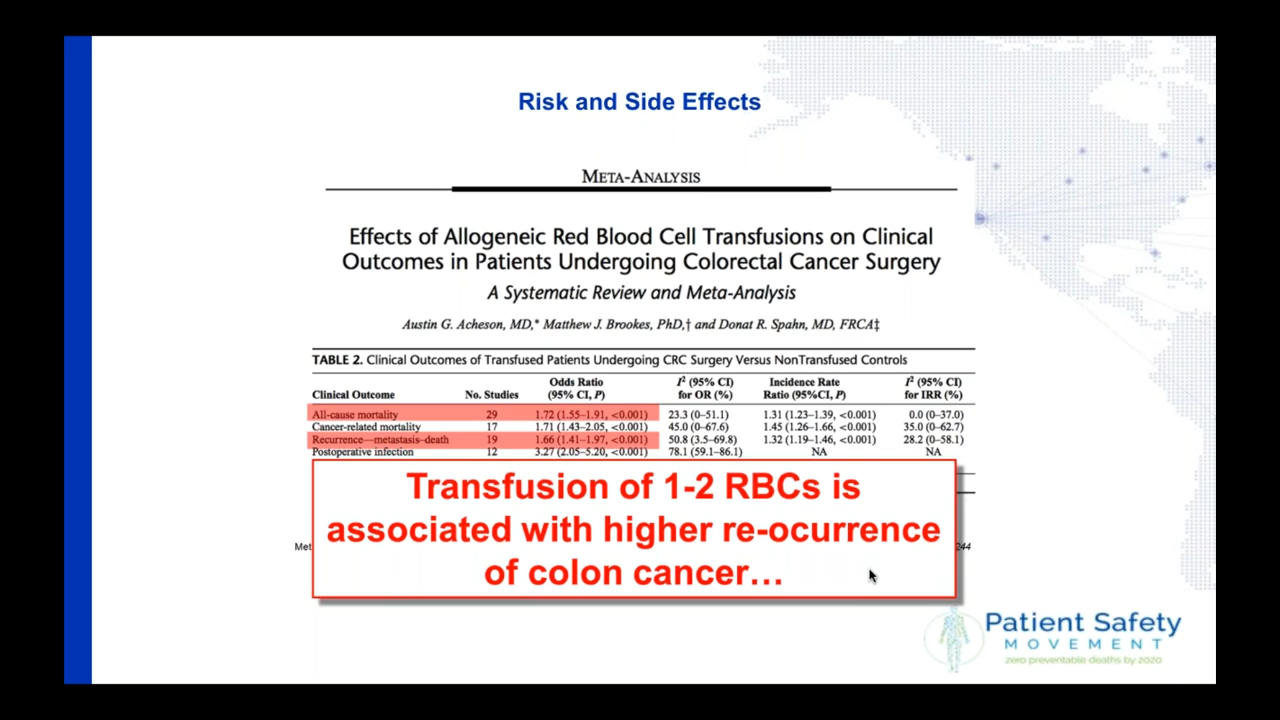 Risk and Side Effects
META-ANALYSIS
Effects of Allogeneic Red Blood Cell Transfusions on Clinical
Outcomes in Patients Undergoing Colorectal Cancer Surgery
A Systematic Review and Meta-Analysis
Austin G. Acheson, MD,* Matthew J. Brookes, PhD,† and Donat R. Spahn, MD, FRCA‡
TABLE 2. Clinical Outcomes of Transfused Patients Undergoing CRC Surgery Versus NonTransfused Controls
Odds Ratio I² (95% CI) Incidence Rate I² (95% CI)
Clinical Outcome No. Studies (95% CI, P) for OR (%) Ratio (95%CI, P) for IRR (%)
All-cause mortality 29 1.72 (1.55–1.91, <0.001) 23.3 (0–51.1) 1.31 (1.23–1.39, <0.001) 0.0 (0–37.0)
Cancer-related mortality 17 1.71 (1.43–2.05, <0.001) 45.0 (0–67.6) 1.45 (1.26–1.66, <0.001) 35.0 (0–62.7)
Recurrence—metastasis–death 19 1.66 (1.41–1.97, <0.001) 50.8 (3.5–69.8) 1.32 (1.19–1.46, <0.001) 28.2 (0–58.1)
Postoperative infection 12 3.27 (2.05–5.20, <0.001) 78.1 (59.1–86.1) NA NA
Transfusion of 1-2 RBCs is
associated with higher re-ocurrence
Met 244
of colon cancer…
Patient Safety
MOVEMENT
zero preventable deaths by 2020